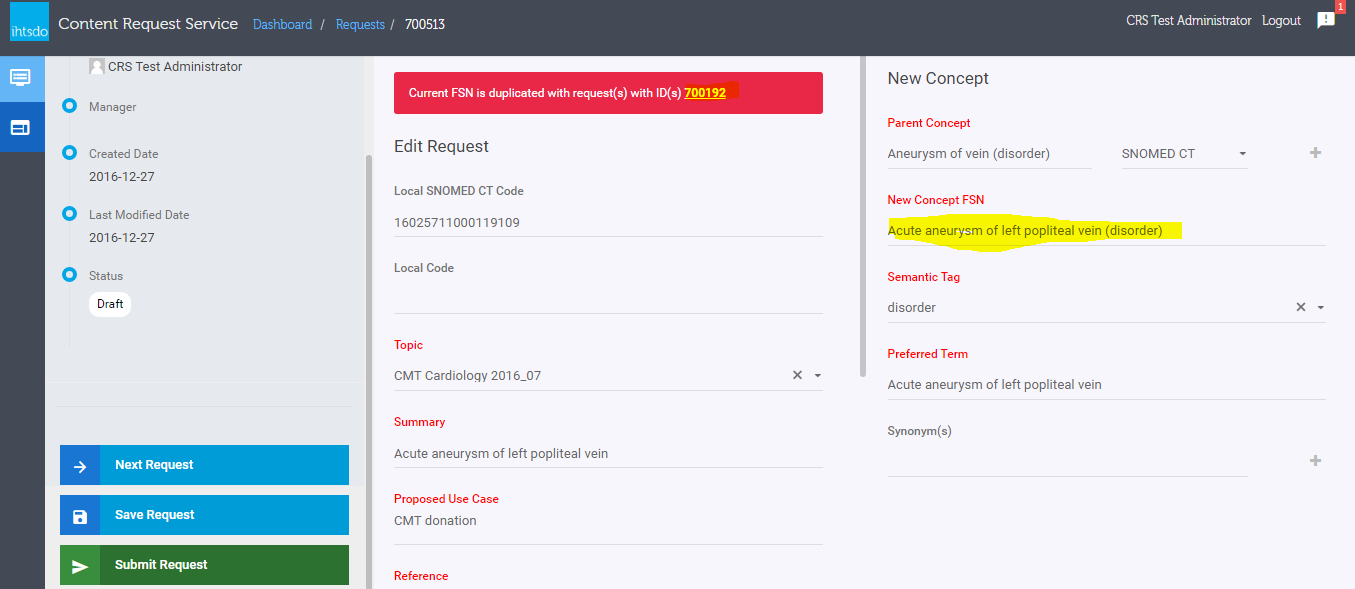 ihtsdo
Content Request Service Dashboard / Requests / 700513
CRS Test Administrator Logout
1
CRS Test Administrator
Manager
Created Date
2016-12-27
Last Modified Date
2016-12-27
Status
Draft
Next Request
Save Request
Submit Request
Current FSN is duplicated with request(s) with ID(s) 700192
Edit Request
Local SNOMED CT Code
16025711000119109
Local Code
Topic
CMT Cardiology 2016_07
Summary
Acute aneurysm of left popliteal vein
Proposed Use Case
CMT donation
Reference
New Concept
Parent Concept
Aneurysm of vein (disorder) SNOMED CT
New Concept FSN
Acute aneurysm of left popliteal vein (disorder)
Semantic Tag
disorder
Preferred Term
Acute aneurysm of left popliteal vein
Synonym(s)